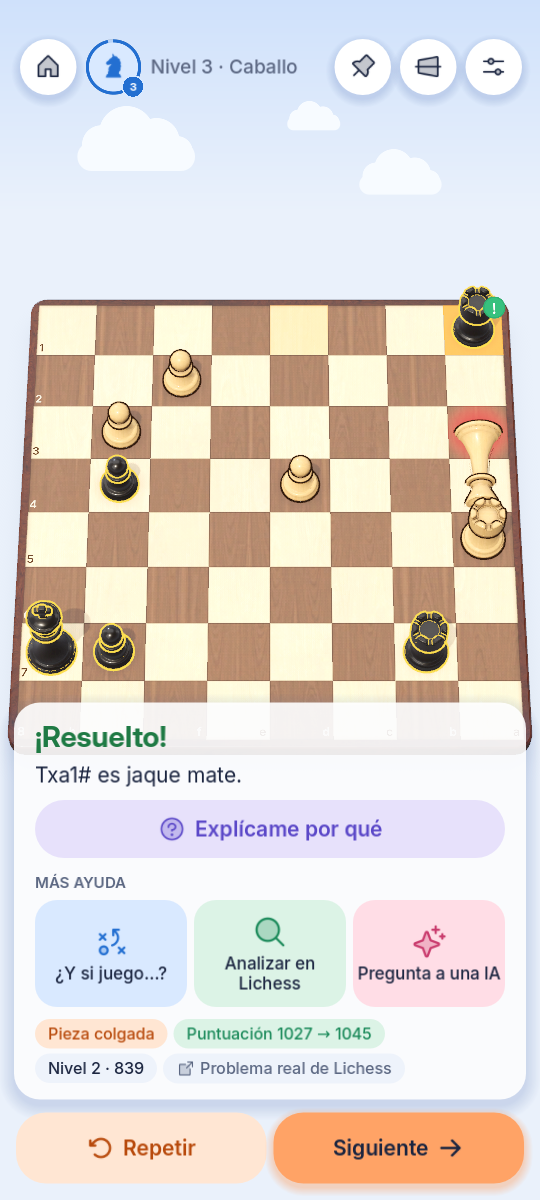 Nivel 3 · Caballo
3
!
1
2
3
4
5
7
¡Resuelto!
Txa1# es jaque mate.
Explícame por qué
MÁS AYUDA
¿Y si juego...?
Analizar en
Lichess
Pregunta a una IA
Pieza colgada
Puntuación 1027 → 1045
Nivel 2 · 839
Problema real de Lichess
Repetir
Siguiente